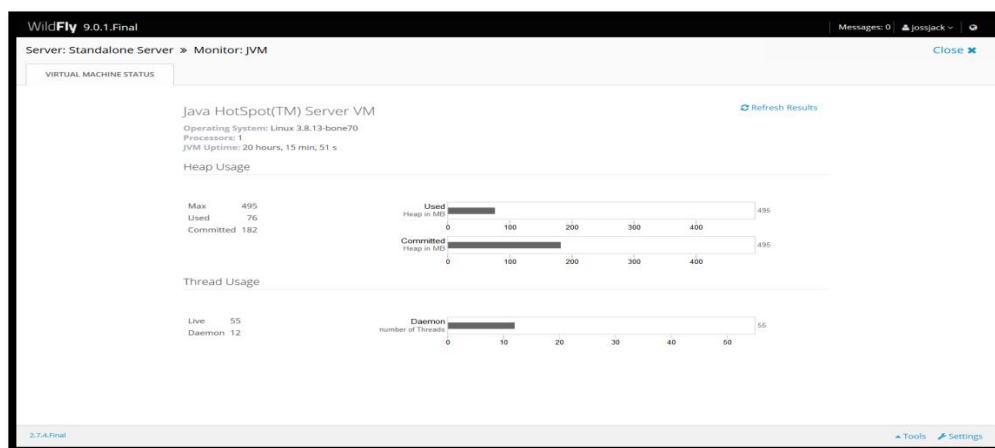 WildFly 9.0.1.Final
Messages: 0 jossjack
Server: Standalone Server » Monitor: JVM
Close ✖
VIRTUAL MACHINE STATUS
Java HotSpot(TM) Server VM
Refresh Results
Operating System: Linux 3.8.13-bone70
Processors: 1
JVM Uptime: 20 hours, 15 min, 51 s
Heap Usage
Max 495
Used 76
Committed 182
Used
Heap in MB
495
0 100 200 300 400
Committed
Heap in MB
495
0 100 200 300 400
Thread Usage
Live 55
Daemon 12
Daemon
number of Threads
55
0 10 20 30 40 50
2.7.4.Final
Tools Settings